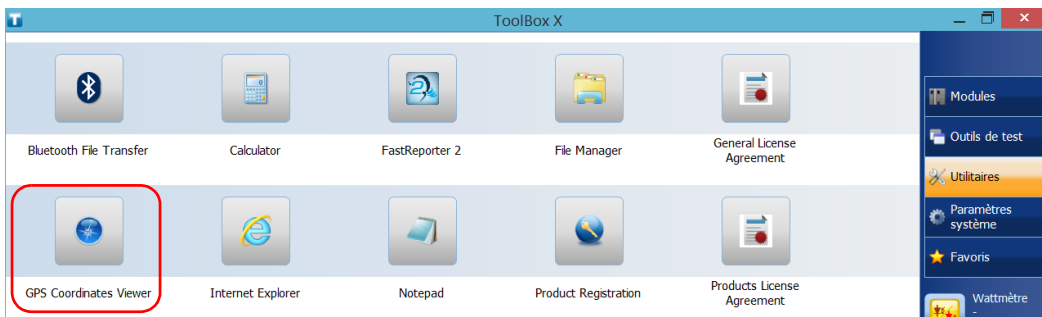 ToolBox X
Bluetooth File Transfer
Calculator
FastReporter 2
File Manager
General License
Agreement
GPS Coordinates Viewer
Internet Explorer
Notepad
Product Registration
Products License
Agreement
Modules
Outils de test
Utilitaires
Paramètres
système
Favoris
Wattmètre
-